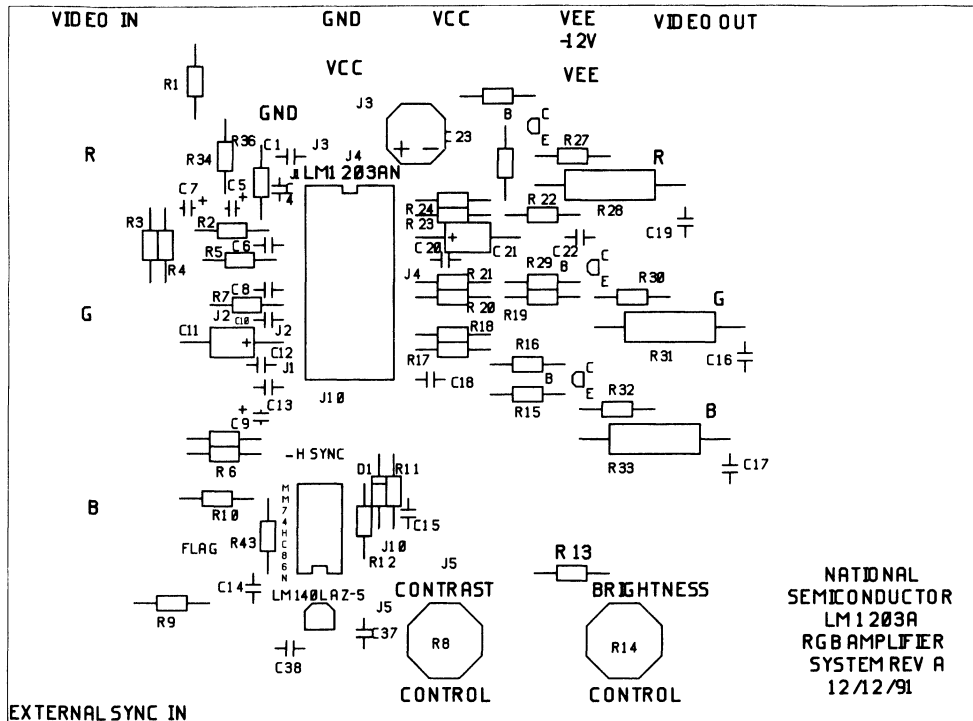 VIDEO IN GND VCC VEE VIDEO OUT
-12V
VCC VEE
R1
J3 B C
GND C23 E
R36 C1 J3 R27
R R34 J4 R
J1 LM1203AN
C7 + C5 + C4
R24 R22 R28
R3 R2 R23 C19
C6 C20 + C21 C22
R4 R5 C
J4 R21 R29 B E R30
C8
R7 R20 R19 G
G J2 C10 R18
C11 + J2 R31
C12 R17 R16 C16
J1 C
C18 B E R32
J10 R15
+ C13 B
C9
-H SYNC R33
R6 D1 R11 C17
B
R10 MM74HC86N C15
FLAG R43 J10
R12 J5 R13
C14 CONTRAST BRIGHTNESS
LM140LAZ-5
R9 J5
C37 R8 R14
C38
CONTROL CONTROL
NATIONAL
SEMICONDUCTOR
LM1203A
RGB AMPLIFIER
SYSTEM REV A
12/12/91
EXTERNAL SYNC IN